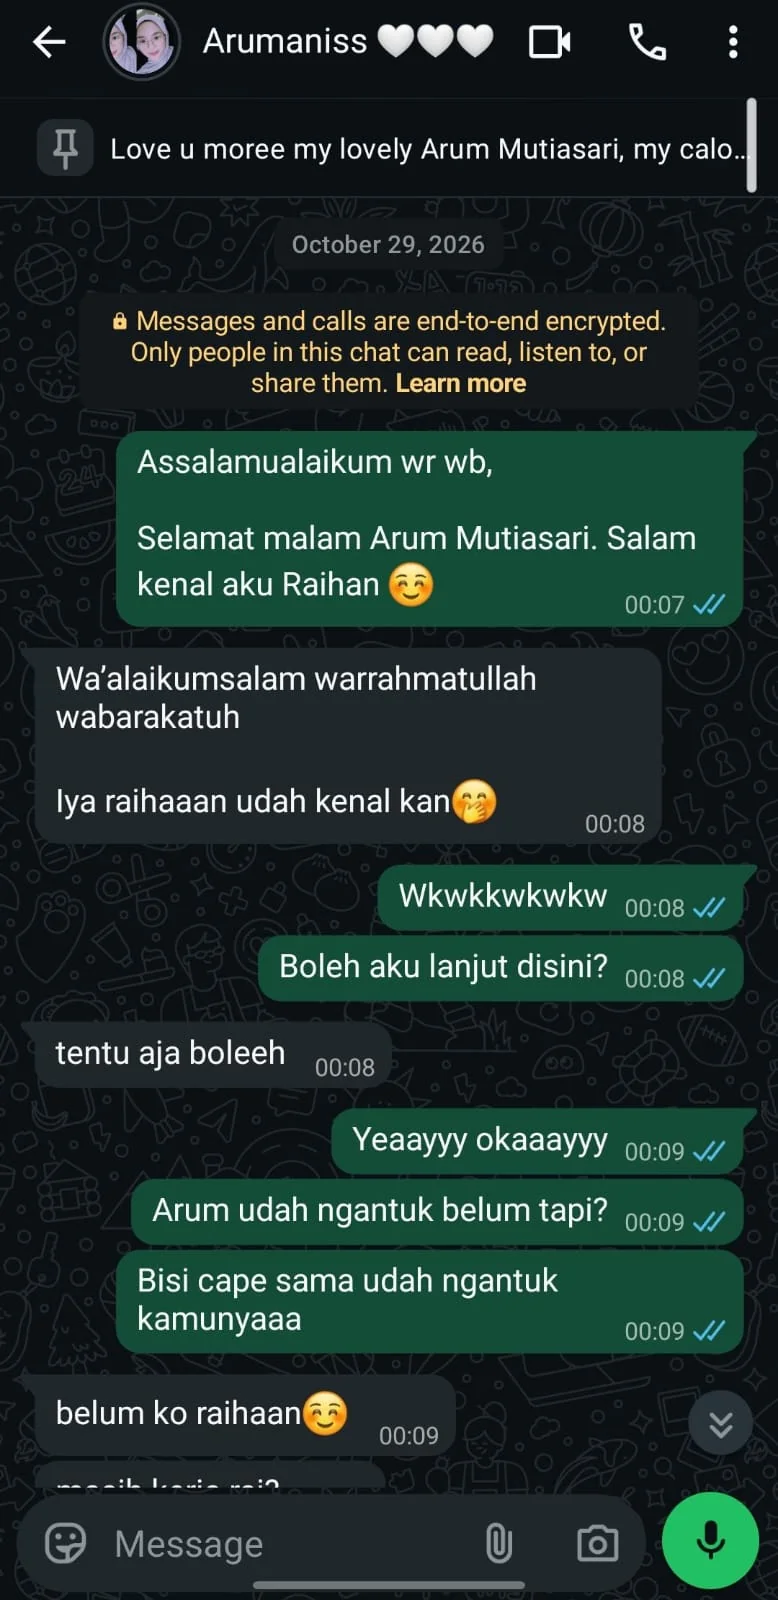 Arumaniss 🤍🤍🤍
Love u moree my lovely Arum Mutiasari, my calo...
October 29, 2026
Messages and calls are end-to-end encrypted.
Only people in this chat can read, listen to, or
share them. Learn more
Assalamualaikum wr wb,
Selamat malam Arum Mutiasari. Salam
kenal aku Raihan ☺️
00:07
Wa’alaikumsalam warrahmatullah
wabarakatuh
Iya raihaaan udah kenal kan🤭
00:08
Wkwkkwkwkw 00:08
Boleh aku lanjut disini? 00:08
tentu aja boleeh 00:08
Yeaayyy okaaayyy 00:09
Arum udah ngantuk belum tapi? 00:09
Bisi cape sama udah ngantuk
kamunyaaa 00:09
belum ko raihaan☺️ 00:09
masih kerja rai?
Message